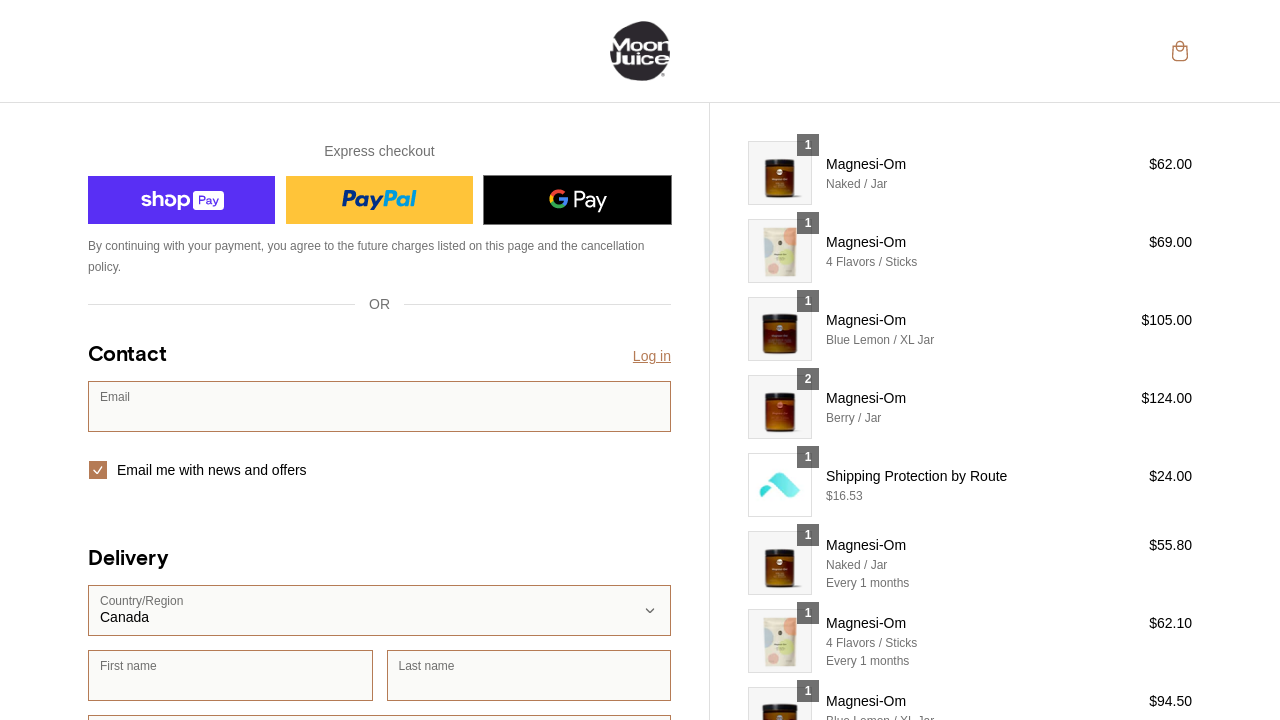 Moon
Juice
Express checkout
shop Pay
PayPal
G Pay
By continuing with your payment, you agree to the future charges listed on this page and the cancellation
policy.
OR
Contact
Log in
Email
Email me with news and offers
Delivery
Country/Region
Canada
First name
Last name
1
Magnesi-Om
$62.00
Naked / Jar
1
Magnesi-Om
$69.00
4 Flavors / Sticks
1
Magnesi-Om
$105.00
Blue Lemon / XL Jar
2
Magnesi-Om
$124.00
Berry / Jar
1
Shipping Protection by Route
$24.00
$16.53
1
Magnesi-Om
$55.80
Naked / Jar
Every 1 months
1
Magnesi-Om
$62.10
4 Flavors / Sticks
Every 1 months
1
Magnesi-Om
$94.50
Blue Lemon / XL Jar